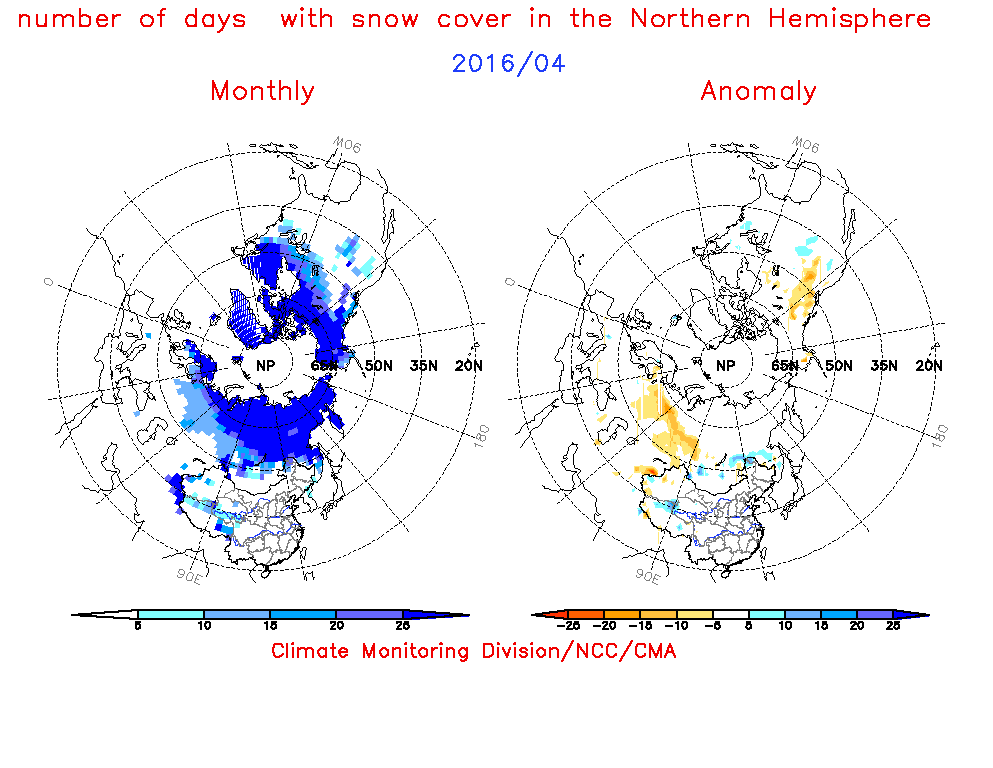 number of days with snow cover in the Northern Hemisphere
2016/04
Monthly Anomaly
90W 90W
0 0
NP 65N 50N 35N 20N NP 65N 50N 35N 20N
180 180
90E 90E
5 10 15 20 25 -25 -20 -15 -10 -5 5 10 15 20 25
Climate Monitoring Division/NCC/CMA